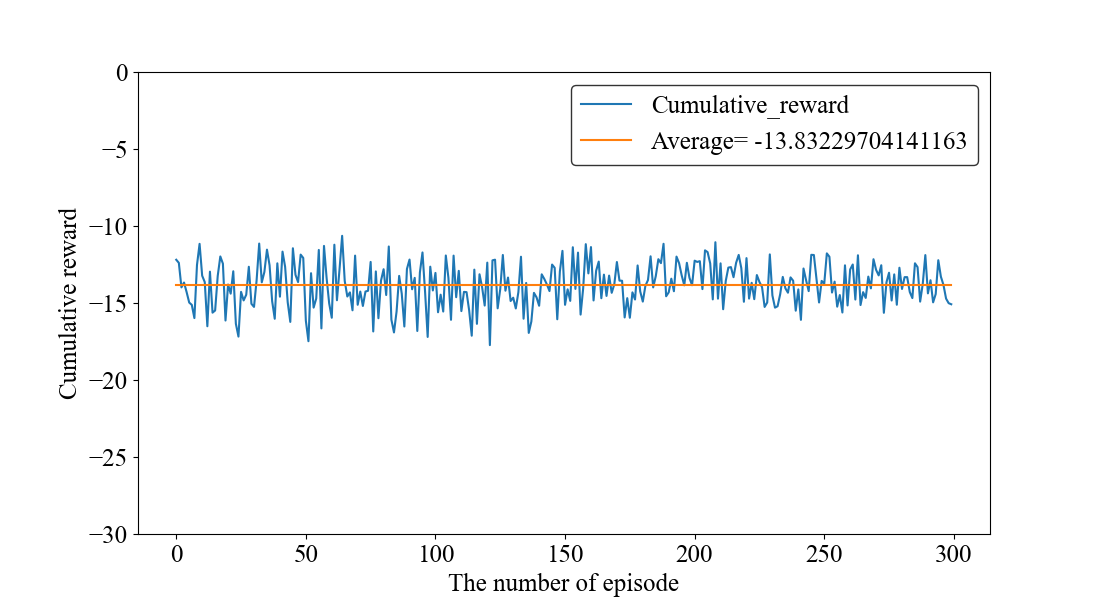 Cumulative_reward
Average= -13.83229704141163
0
−5
−10
−15
−20
−25
−30
Cumulative reward
0 50 100 150 200 250 300
The number of episode